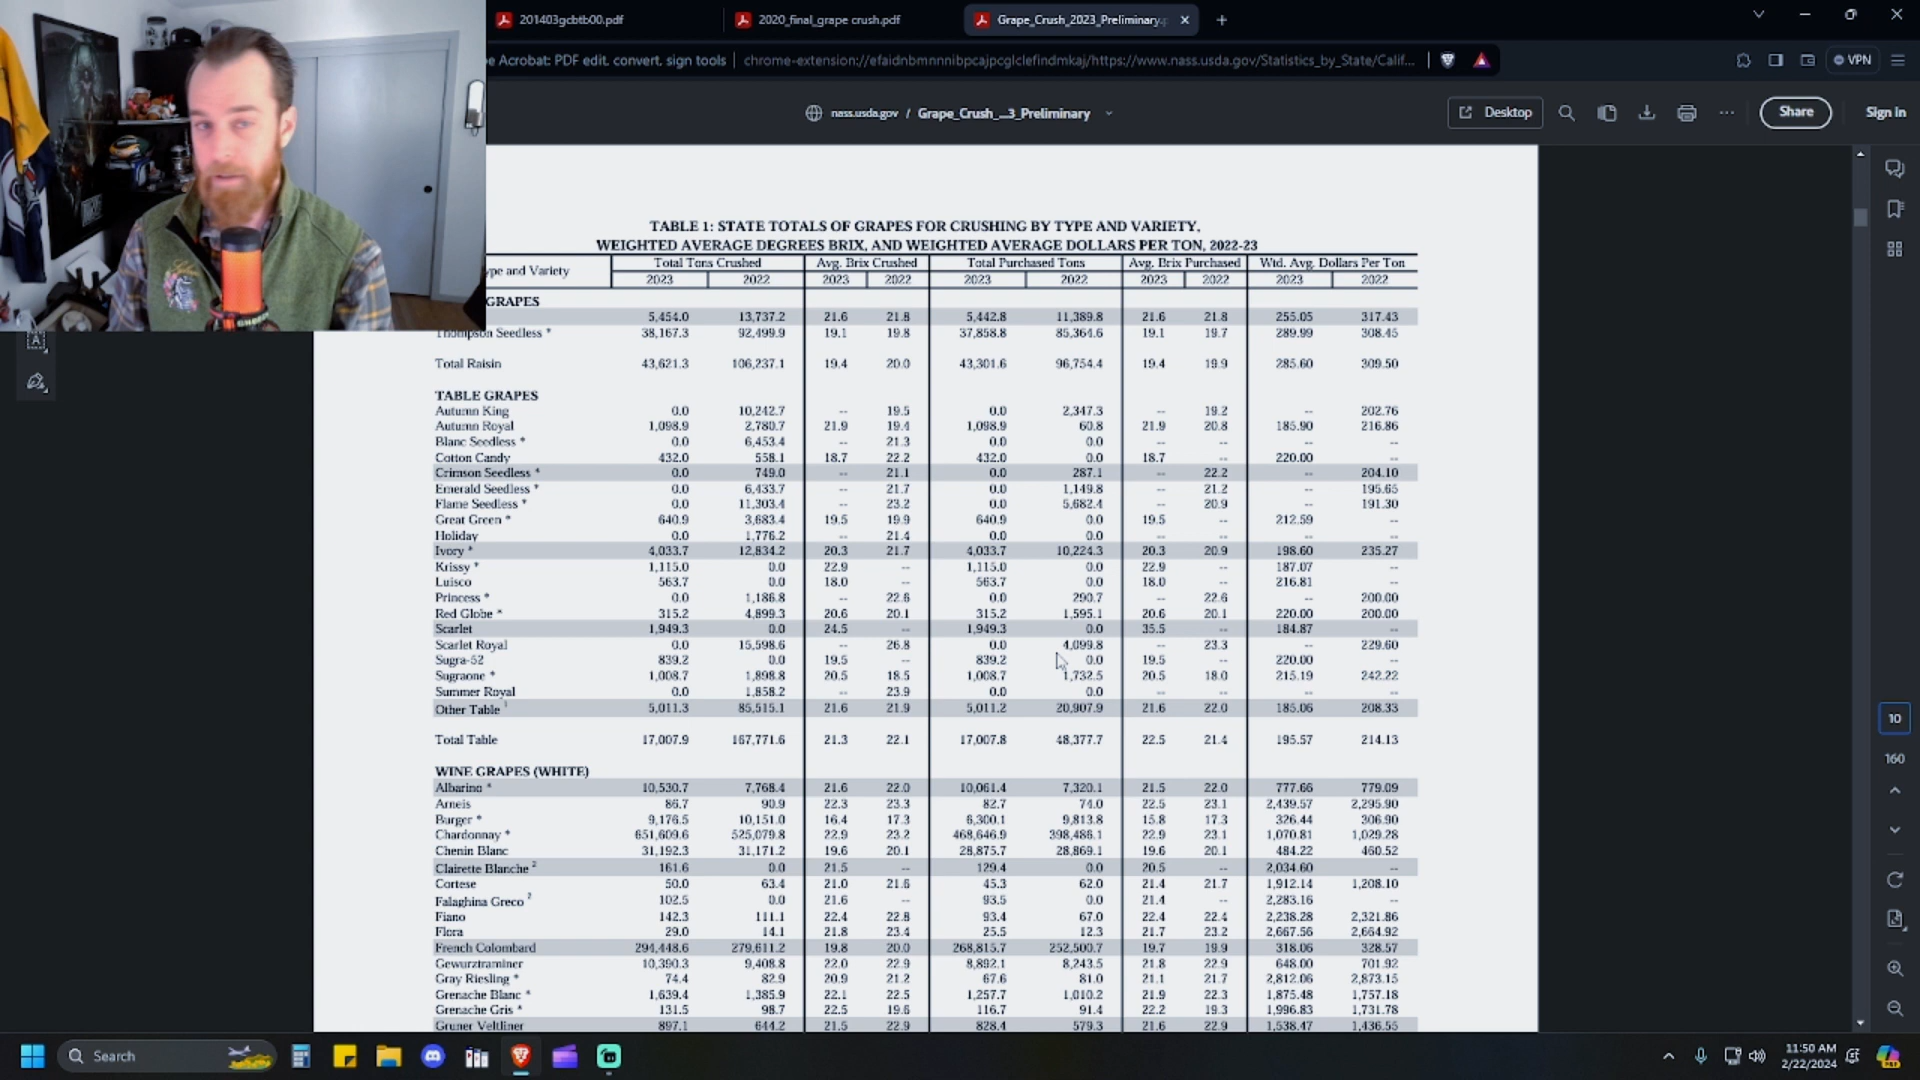 201403gcbtb00.pdf
2020_final_grape crush.pdf
Grape_Crush_2023_Preliminary.
Acrobat: PDF edit, convert, sign tools
chrome-extension://efaidnbmnnnibpcajpcglclefindmkaj/https://www.nass.usda.gov/Statistics_by_State/Calif...
VPN
nass.usda.gov / Grape_Crush_...3_Preliminary
Desktop
Share
Sign In
TABLE 1: STATE TOTALS OF GRAPES FOR CRUSHING BY TYPE AND VARIETY,
WEIGHTED AVERAGE DEGREES BRIX, AND WEIGHTED AVERAGE DOLLARS PER TON, 2022-23
ype and Variety Total Tons Crushed Avg. Brix Crushed Total Purchased Tons Avg. Brix Purchased Wtd. Avg. Dollars Per Ton
2023 2022 2023 2022 2023 2022 2023 2022 2023 2022
GRAPES
5,454.0 13,737.2 21.6 21.8 5,442.8 11,389.8 21.6 21.8 255.05 317.43
Thompson Seedless * 38,167.3 92,499.9 19.1 19.8 37,858.8 85,364.6 19.1 19.7 289.99 308.45
Total Raisin 43,621.3 106,237.1 19.4 20.0 43,301.6 96,754.4 19.4 19.9 285.60 309.50
TABLE GRAPES
Autumn King 0.0 10,242.7 -- 19.5 0.0 2,347.3 -- 19.2 -- 202.76
Autumn Royal 1,098.9 2,780.7 21.9 19.4 1,098.9 60.8 21.9 20.8 185.90 216.86
Blanc Seedless * 0.0 6,453.4 -- 21.3 0.0 0.0 -- -- -- --
Cotton Candy 432.0 558.1 18.7 22.2 432.0 0.0 18.7 -- 220.00 --
Crimson Seedless * 0.0 749.0 -- 21.1 0.0 287.1 -- 22.2 -- 204.10
Emerald Seedless * 0.0 6,433.7 -- 21.7 0.0 1,149.8 -- 21.2 -- 195.65
Flame Seedless * 0.0 11,303.4 -- 23.2 0.0 5,682.4 -- 20.9 -- 191.30
Great Green * 640.9 3,683.4 19.5 19.9 640.9 0.0 19.5 -- 212.59 --
Holiday 0.0 1,776.2 -- 21.4 0.0 0.0 -- -- -- --
Ivory * 4,033.7 12,834.2 20.3 21.7 4,033.7 10,224.3 20.3 20.9 198.60 235.27
Krissy * 1,115.0 0.0 22.9 -- 1,115.0 0.0 22.9 -- 187.07 --
Luisco 563.7 0.0 18.0 -- 563.7 0.0 18.0 -- 216.81 --
Princess * 0.0 1,186.8 -- 22.6 0.0 290.7 -- 22.6 -- 200.00
Red Globe * 315.2 4,899.3 20.6 20.1 315.2 1,595.1 20.6 20.1 220.00 200.00
Scarlet 1,949.3 0.0 24.5 -- 1,949.3 0.0 35.5 -- 184.87 --
Scarlet Royal 0.0 15,598.6 -- 26.8 0.0 4,099.8 -- 23.3 -- 229.60
Sugra-52 839.2 0.0 19.5 -- 839.2 0.0 19.5 -- 220.00 --
Sugraone * 1,008.7 1,898.8 20.5 18.5 1,008.7 1,732.5 20.5 18.0 215.19 242.22
Summer Royal 0.0 1,858.2 -- 23.9 0.0 0.0 -- -- -- --
Other Table 1 5,011.3 85,515.1 21.6 21.9 5,011.2 20,907.9 21.6 22.0 185.06 208.33
Total Table 17,007.9 167,771.6 21.3 22.1 17,007.8 48,377.7 22.5 21.4 195.57 214.13
WINE GRAPES (WHITE)
Albarino * 10,530.7 7,768.4 21.6 22.0 10,061.4 7,320.1 21.5 22.0 777.66 779.09
Arneis 86.7 90.9 22.3 23.3 82.7 74.0 22.5 23.1 2,439.57 2,295.90
Burger * 9,176.5 10,151.0 16.4 17.3 6,300.1 9,813.8 15.8 17.3 326.44 306.90
Chardonnay * 651,609.6 525,079.8 22.9 23.2 468,646.9 398,486.1 22.9 23.1 1,070.81 1,029.28
Chenin Blanc 31,192.3 31,171.2 19.6 20.1 28,875.7 28,869.1 19.6 20.1 484.22 460.52
Clairette Blanche 2 161.6 0.0 21.5 -- 129.4 0.0 20.5 -- 2,034.60 --
Cortese 50.0 63.4 21.0 21.6 45.3 62.0 21.4 21.7 1,912.14 1,208.10
Falaghina Greco 2 102.5 0.0 21.6 -- 93.5 0.0 21.4 -- 2,283.16 --
Fiano 142.3 111.1 22.4 22.8 93.4 67.0 22.4 22.4 2,238.28 2,321.86
Flora 29.0 14.1 21.8 23.4 25.5 12.3 21.7 23.2 2,667.56 2,664.92
French Colombard 294,448.6 279,611.2 19.8 20.0 268,815.7 252,500.7 19.7 19.9 318.06 328.57
Gewurztraminer 10,390.3 9,408.8 22.0 22.9 8,892.1 8,243.5 21.8 22.9 648.00 701.92
Gray Riesling * 74.4 82.9 20.9 21.2 67.6 81.0 21.1 21.7 2,812.06 2,873.15
Grenache Blanc * 1,639.4 1,385.9 22.1 22.5 1,257.7 1,010.2 21.9 22.3 1,875.48 1,757.18
Grenache Gris * 131.5 98.7 22.5 19.6 116.7 91.4 22.2 19.3 1,996.83 1,731.78
Gruner Veltliner 897.1 644.2 21.5 22.9 828.4 579.3 21.6 22.9 1,538.47 1,436.55
10
160
Search
11:50 AM
2/22/2024